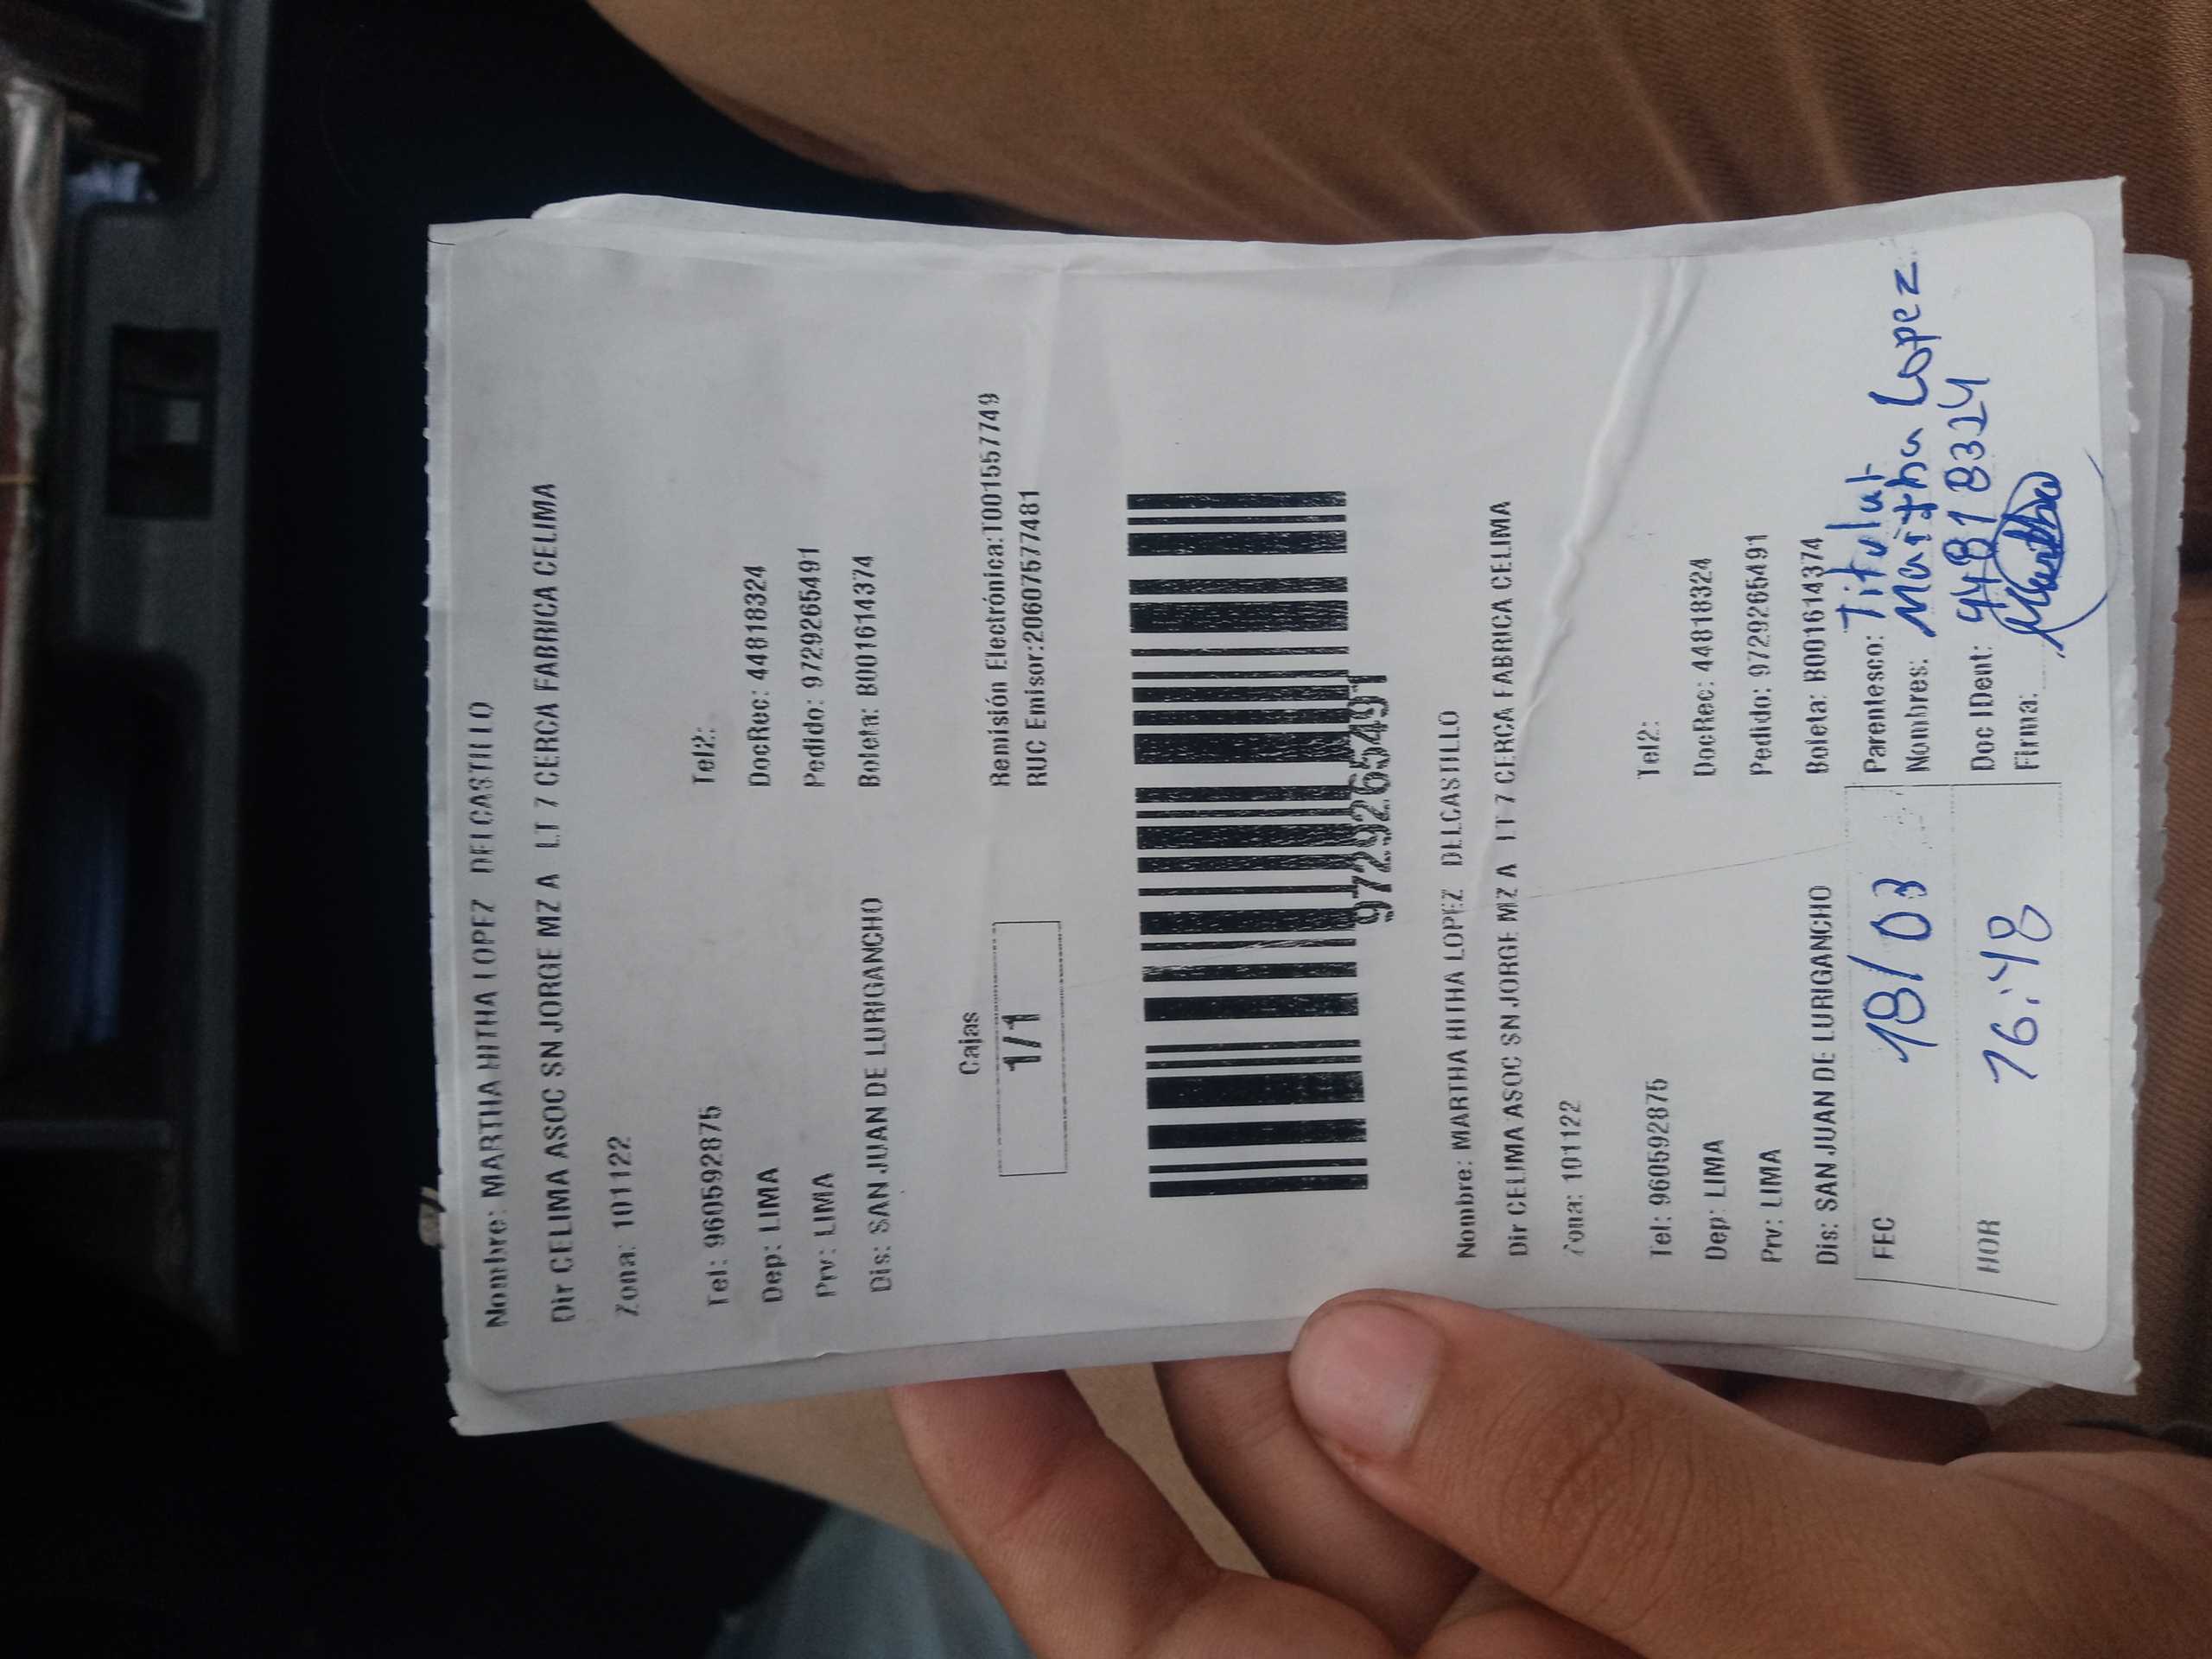 Nombre: MARTHA HITHA LOPEZ DELCASTILLO
Dir CELIMA ASOC SN JORGE MZ A LT 7 CERCA FABRICA CELIMA
Zona: 101122
Tel: 960592875 Tel2:
Dep: LIMA DocRec: 44818324
Prv: LIMA Pedido: 9729265491
Dis: SAN JUAN DE LURIGANCHO Boleta: B001614374
Cajas
1/1
Remisión Electrónica:T001557749
RUC Emisor:20607577481
9729265491
Nombre: MARTHA HITHA LOPEZ DELCASTILLO
Dir CELIMA ASOC SN JORGE MZ A LT 7 CERCA FABRICA CELIMA
Zona: 101122
Tel: 960592875 Tel2:
Dep: LIMA DocRec: 44818324
Prv: LIMA Pedido: 9729265491
Dis: SAN JUAN DE LURIGANCHO Boleta: B001614374
FEC 18/03 Parentesco: Titular
Nombres: Martha Lopez
HOR 16:48 Doc IDent: 44818324
Firma: Martha